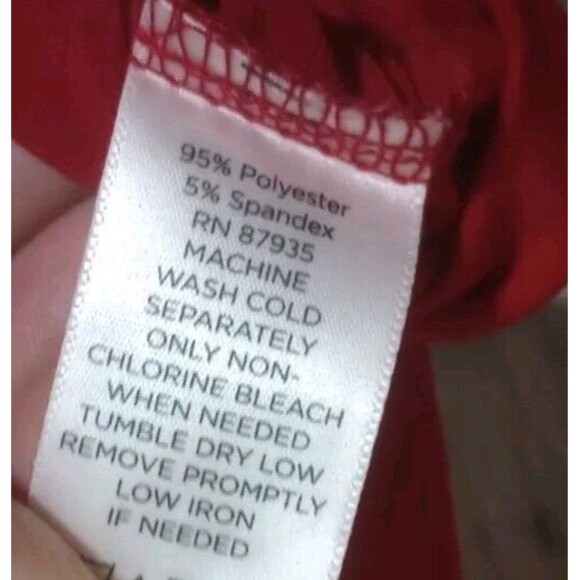 95% Polyester
5% Spandex
RN 87935
MACHINE
WASH COLD
SEPARATELY
ONLY NON-
CHLORINE BLEACH
WHEN NEEDED
TUMBLE DRY LOW
REMOVE PROMPTLY
LOW IRON
IF NEEDED